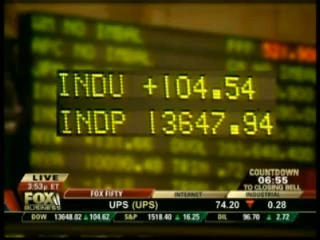 NO IMBAL
INDU +104.54
INDP 13647.94
LIVE
3:53p ET
FOX
BUSINESS
FOX FIFTY
INTERNET
INDUSTRIAL
COUNTDOWN
06:55
TO CLOSING BELL
UPS (UPS) 74.20 ▼ 0.28
DOW 13648.02 ▲ 104.62 S&P 1518.40 ▲ 16.25 OIL 96.70 ▲ 2.72